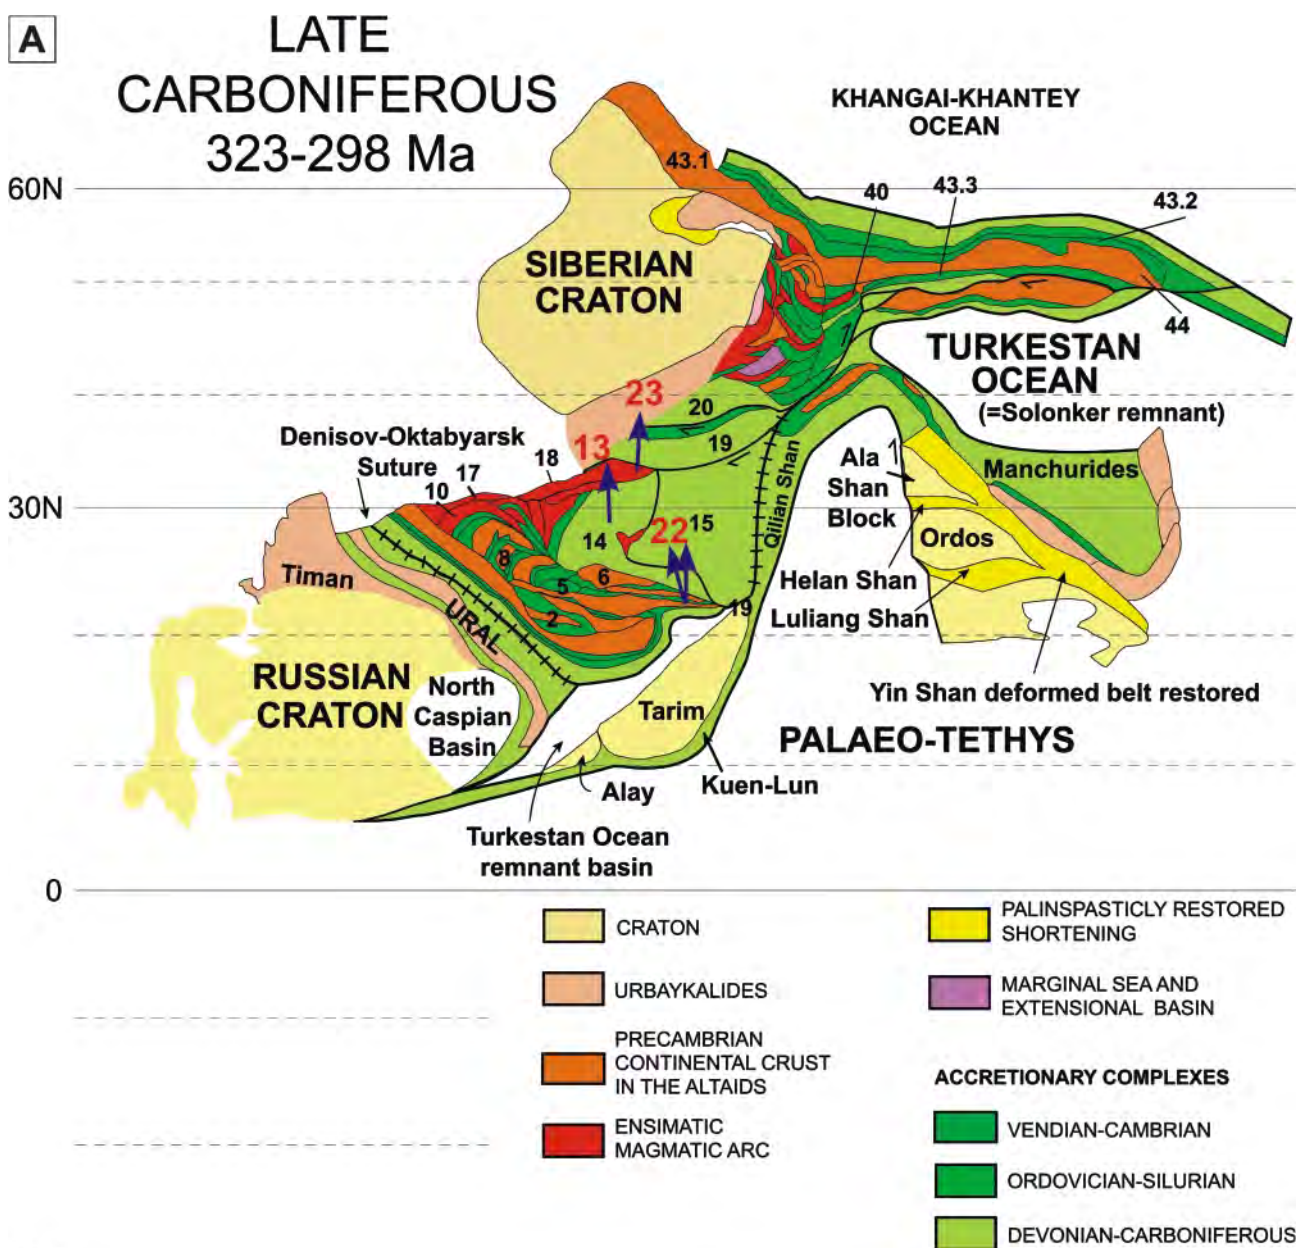 A
LATE
CARBONIFEROUS
323-298 Ma
KHANGAI-KHANTEY
OCEAN
60N
43.1
40
43.3
43.2
SIBERIAN
CRATON
44
TURKESTAN
OCEAN
(=Solonker remnant)
23
20
19
Denisov-Oktabyarsk
Suture
13
18
17
10
30N
Qilian Shan
Ala
Shan
Block
Manchurides
22
15
14
Ordos
8
6
5
2
19
Timan
URAL
Helan Shan
Luliang Shan
RUSSIAN
CRATON
North
Caspian
Basin
Tarim
Yin Shan deformed belt restored
PALAEO-TETHYS
Kuen-Lun
Alay
Turkestan Ocean
remnant basin
0
CRATON
URBAYKALIDES
PRECAMBRIAN
CONTINENTAL CRUST
IN THE ALTAIDS
ENSIMATIC
MAGMATIC ARC
PALINSPASTICLY RESTORED
SHORTENING
MARGINAL SEA AND
EXTENSIONAL BASIN
ACCRETIONARY COMPLEXES
VENDIAN-CAMBRIAN
ORDOVICIAN-SILURIAN
DEVONIAN-CARBONIFEROUS